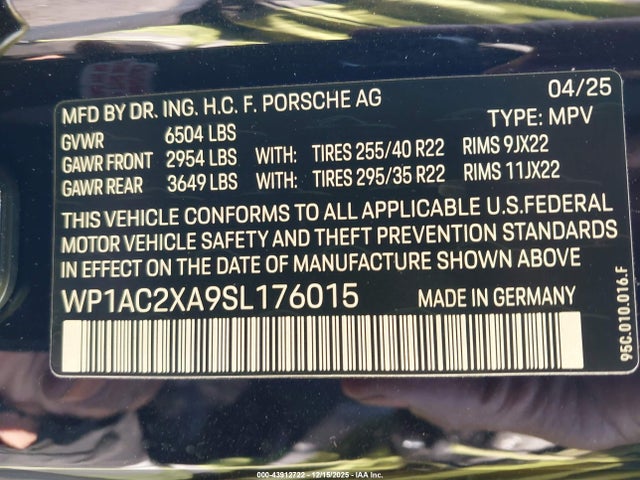 MFD BY DR. ING. H.C. F. PORSCHE AG 04/25
GVWR 6504 LBS TYPE: MPV
GAWR FRONT 2954 LBS WITH: TIRES 255/40 R22 RIMS 9JX22
GAWR REAR 3649 LBS WITH: TIRES 295/35 R22 RIMS 11JX22
THIS VEHICLE CONFORMS TO ALL APPLICABLE U.S.FEDERAL
MOTOR VEHICLE SAFETY AND THEFT PREVENTION STANDARDS
IN EFFECT ON THE DATE OF MANUFACTURE SHOWN ABOVE
WP1AC2XA9SL176015 MADE IN GERMANY
95C.010.016.F
000-43912722 - 12/15/2025 - IAA Inc.